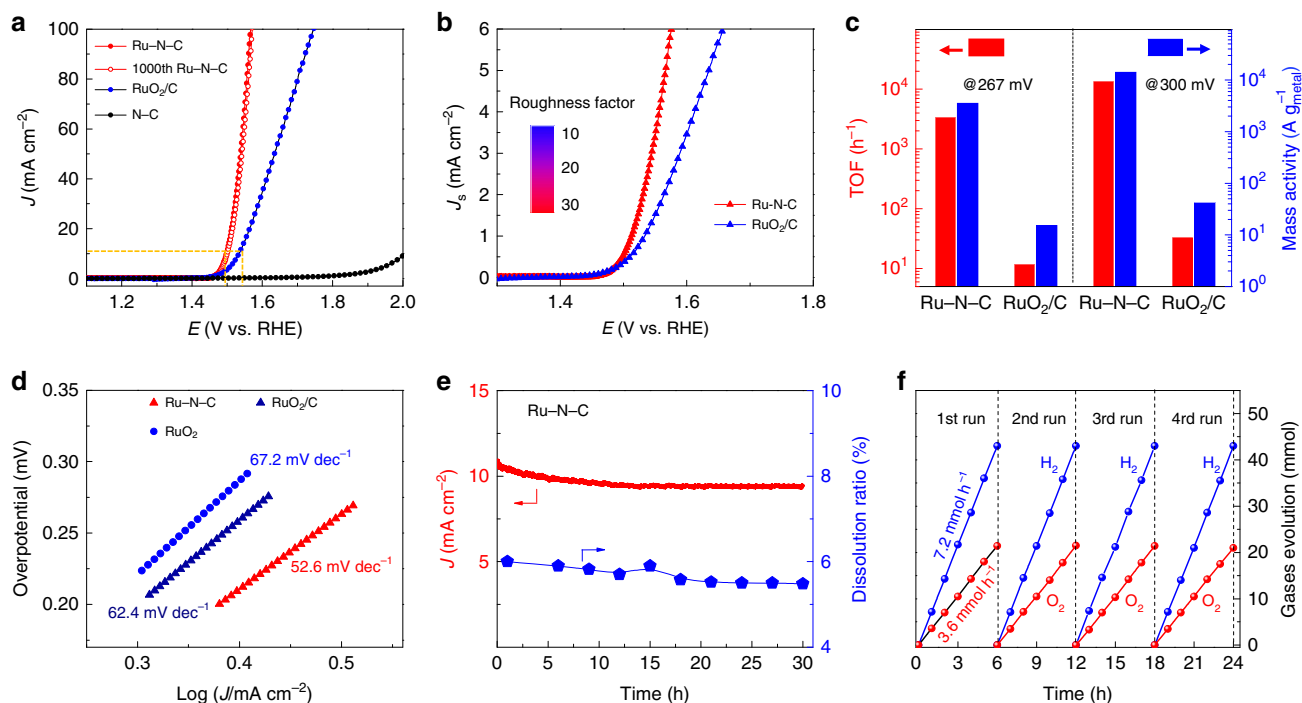 a
J (mA cm⁻²)
100
80
60
40
20
0
Ru–N–C
1000th Ru–N–C
RuO₂/C
N–C
1.2
1.4
1.6
1.8
2.0
E (V vs. RHE)
b
Jₛ (mA cm⁻²)
6
5
4
3
2
1
0
Roughness factor
10
20
30
Ru-N-C
RuO₂/C
1.4
1.6
1.8
E (V vs. RHE)
c
TOF (h⁻¹)
10⁴
10³
10²
10¹
@267 mV
@300 mV
10⁴
10³
10²
10¹
10⁰
Mass activity (A g⁻¹metal)
Ru–N–C RuO₂/C Ru–N–C RuO₂/C
d
Overpotential (mV)
0.35
0.30
0.25
0.20
Ru–N–C
RuO₂/C
RuO₂
67.2 mV dec⁻¹
52.6 mV dec⁻¹
62.4 mV dec⁻¹
0.3
0.4
0.5
Log (J/mA cm⁻²)
e
J (mA cm⁻²)
15
10
5
Ru–N–C
10
8
6
4
Dissolution ratio (%)
0 5 10 15 20 25 30
Time (h)
f
1st run 2nd run 3rd run 4rd run
H₂ H₂ H₂
7.2 mmol h⁻¹
3.6 mmol h⁻¹
O₂ O₂ O₂
50
40
30
20
10
0
Gases evolution (mmol)
0 3 6 9 12 15 18 21 24
Time (h)